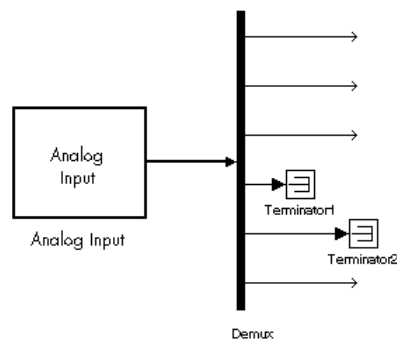 Analog
Input
Analog Input
Terminator1
Terminator2
Demux